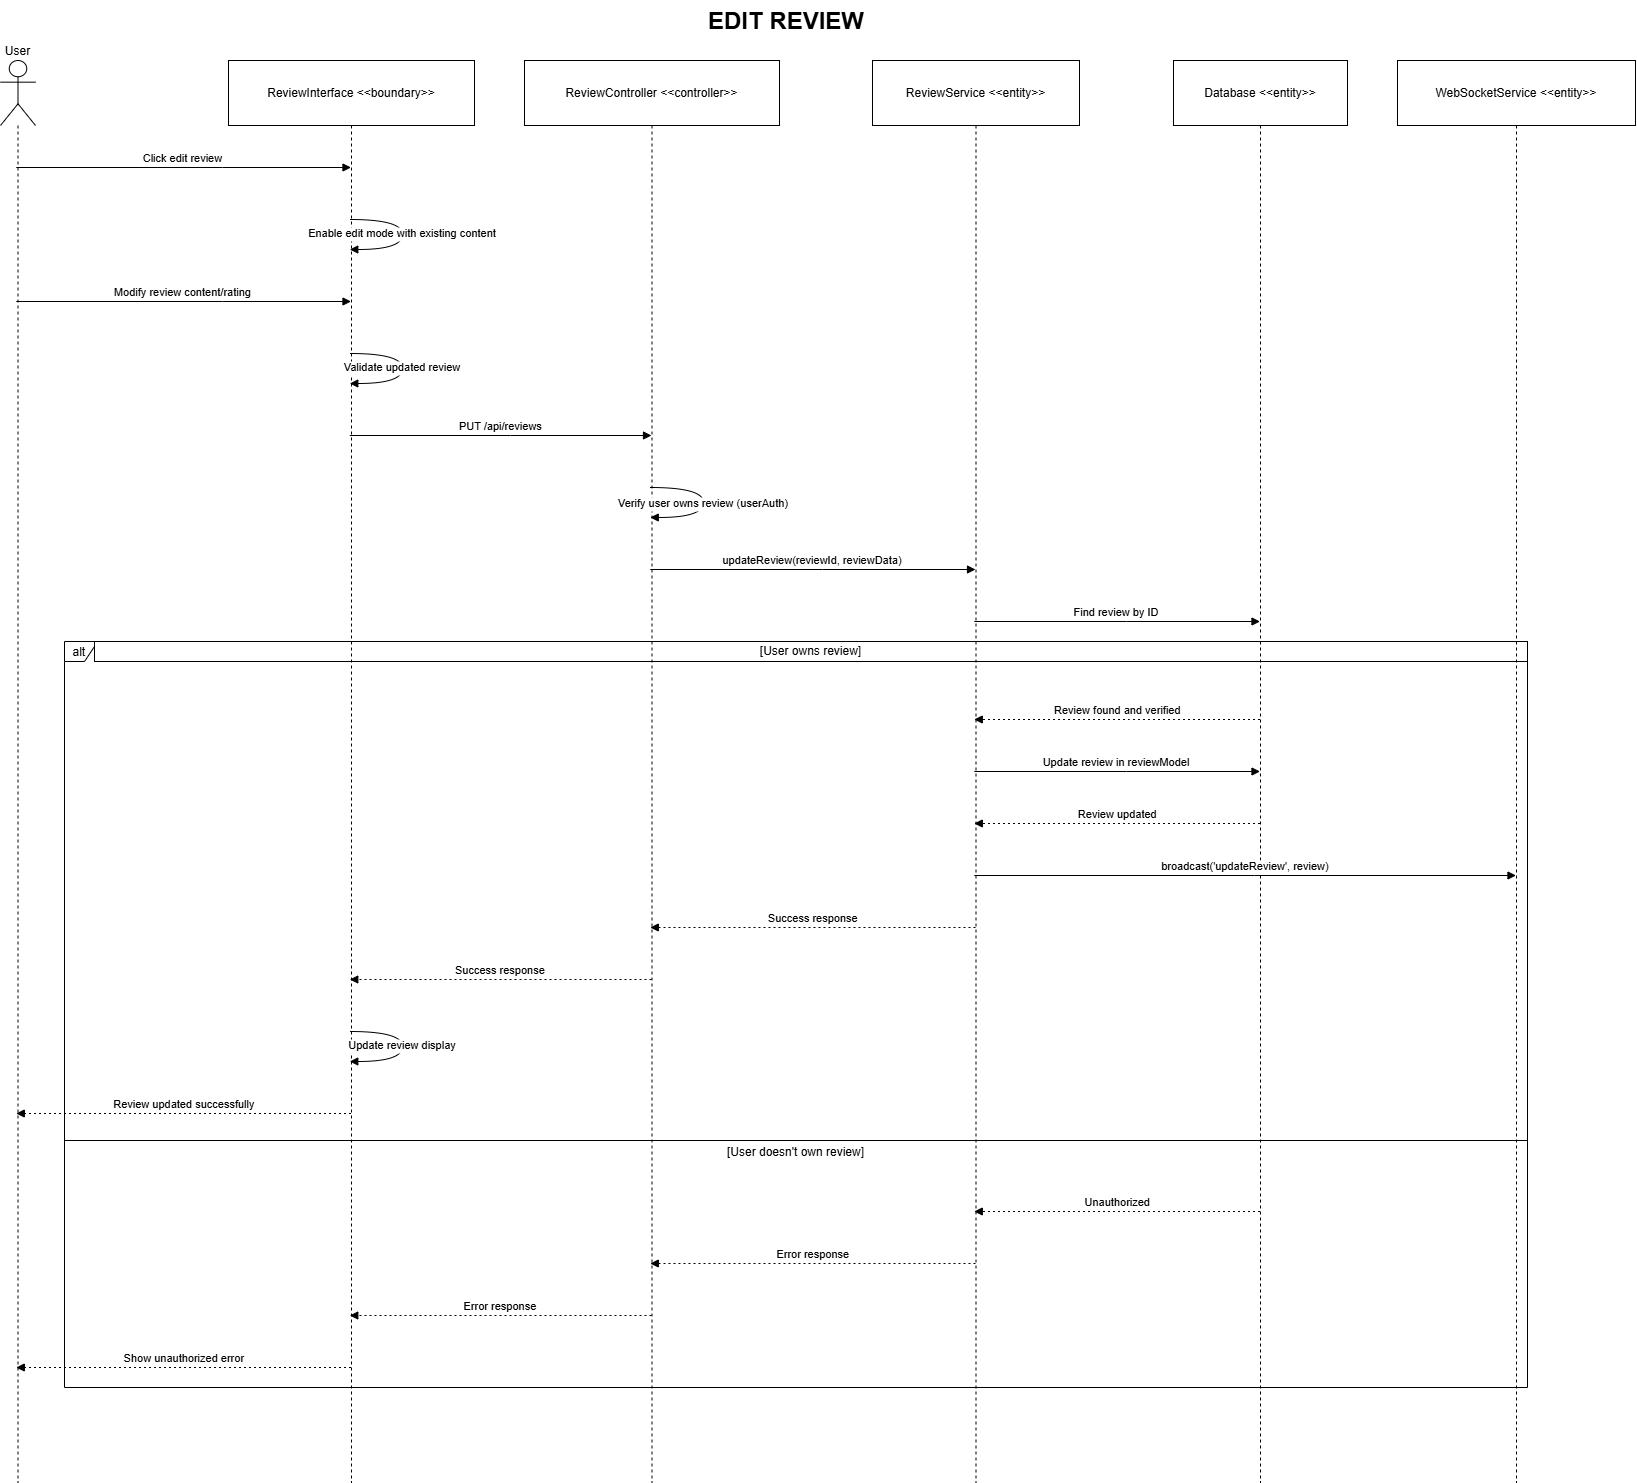 EDIT REVIEW
User
ReviewInterface <<boundary>>
ReviewController <<controller>>
ReviewService <<entity>>
Database <<entity>>
WebSocketService <<entity>>
Click edit review
Enable edit mode with existing content
Modify review content/rating
Validate updated review
PUT /api/reviews
Verify user owns review (userAuth)
updateReview(reviewId, reviewData)
Find review by ID
alt
[User owns review]
Review found and verified
Update review in reviewModel
Review updated
broadcast('updateReview', review)
Success response
Success response
Update review display
Review updated successfully
[User doesn't own review]
Unauthorized
Error response
Error response
Show unauthorized error